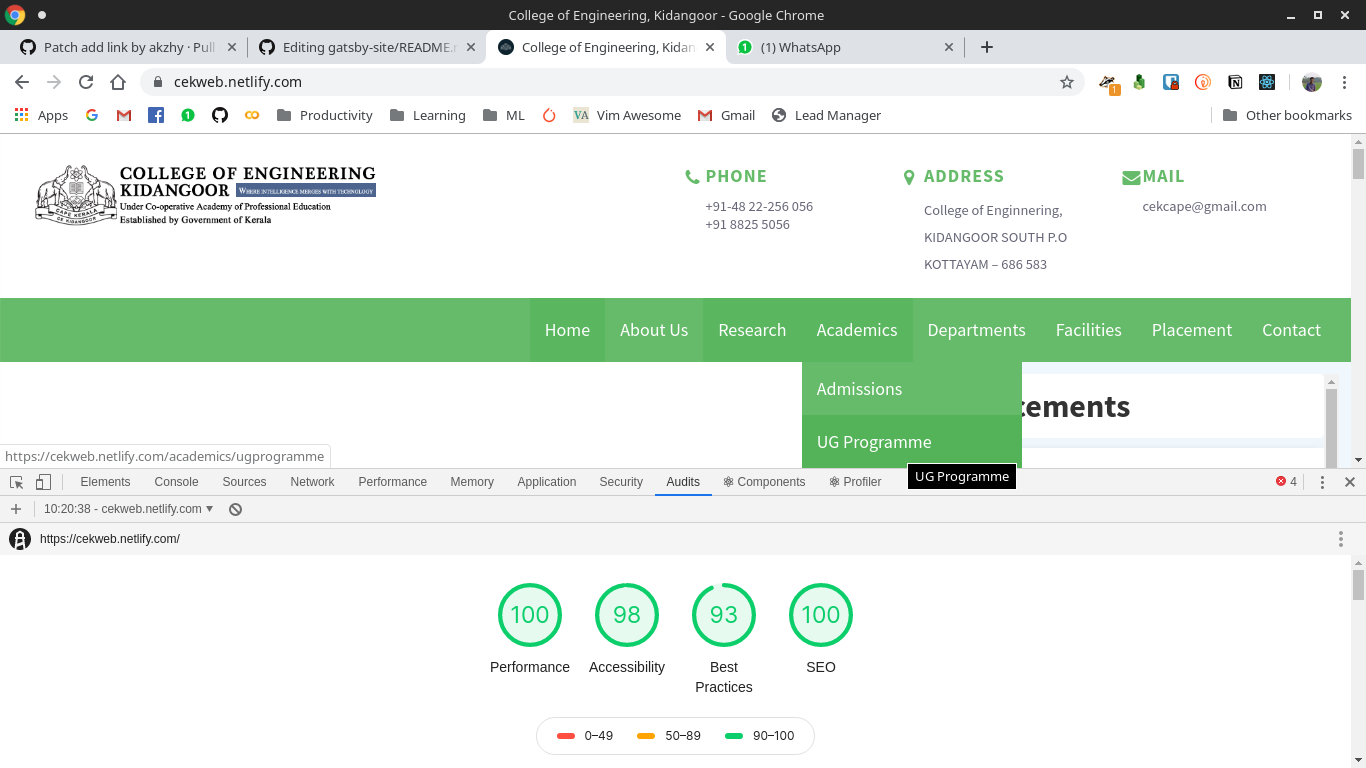 College of Engineering, Kidangoor - Google Chrome
Patch add link by akzhy · Pull
Editing gatsby-site/README.m
College of Engineering, Kidan
(1) WhatsApp
cekweb.netlify.com
1
Apps
Productivity
Learning
ML
VA Vim Awesome
Gmail
Lead Manager
Other bookmarks
COLLEGE OF ENGINEERING
KIDANGOOR WHERE INTELLIGENCE MERGES WITH TECHNOLOGY
Under Co-operative Academy of Professional Education
Established by Government of Kerala
CAPE KERALA
CE KIDANGOOR
PHONE
+91-48 22-256 056
+91 8825 5056
ADDRESS
College of Enginnering,
KIDANGOOR SOUTH P.O
KOTTAYAM – 686 583
MAIL
cekcape@gmail.com
Home
About Us
Research
Academics
Departments
Facilities
Placement
Contact
Admissions
UG Programme
cements
https://cekweb.netlify.com/academics/ugprogramme
UG Programme
Elements
Console
Sources
Network
Performance
Memory
Application
Security
Audits
Components
Profiler
4
10:20:38 - cekweb.netlify.com
https://cekweb.netlify.com/
100
98
93
100
Performance
Accessibility
Best
Practices
SEO
0–49
50–89
90–100